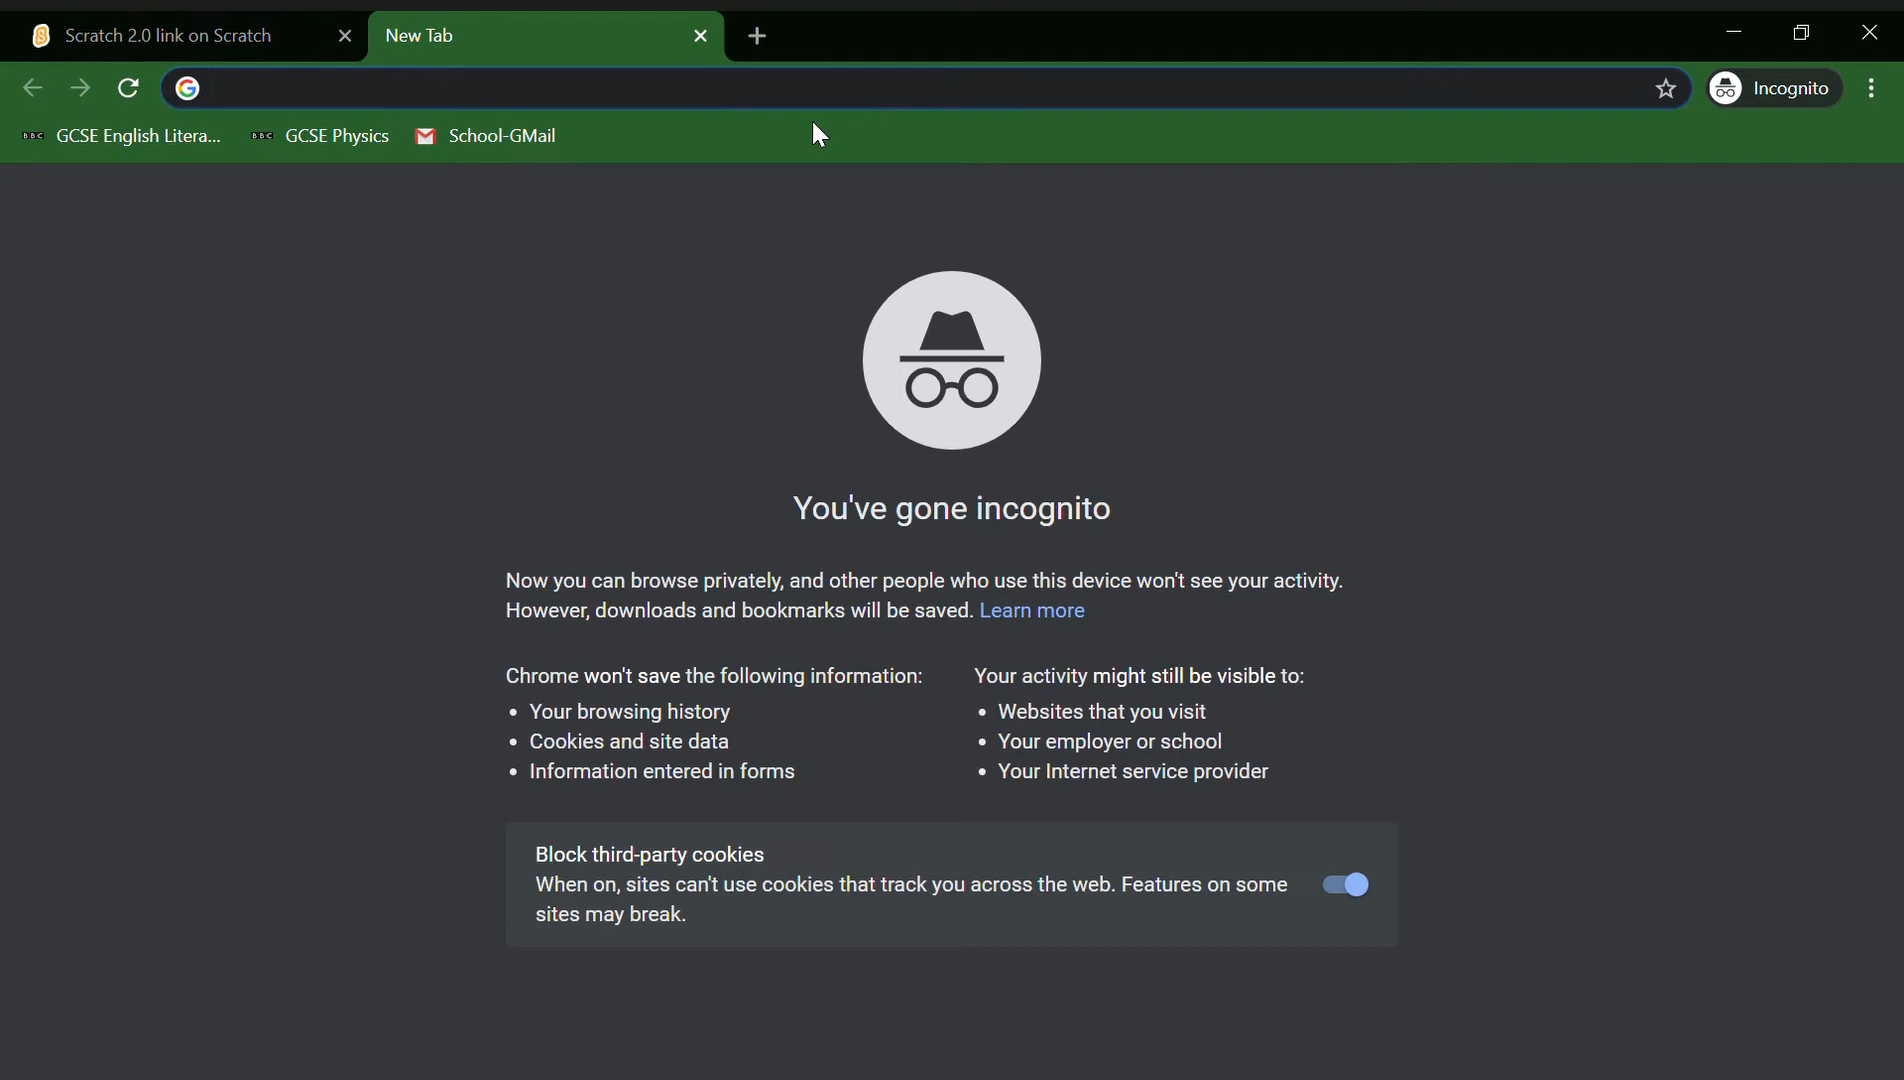 Scratch 2.0 link on Scratch
New Tab
Incognito
BBC GCSE English Litera...
BBC GCSE Physics
School-GMail
You've gone incognito
Now you can browse privately, and other people who use this device won't see your activity.
However, downloads and bookmarks will be saved. Learn more
Chrome won't save the following information:
• Your browsing history
• Cookies and site data
• Information entered in forms
Your activity might still be visible to:
• Websites that you visit
• Your employer or school
• Your Internet service provider
Block third-party cookies
When on, sites can't use cookies that track you across the web. Features on some
sites may break.